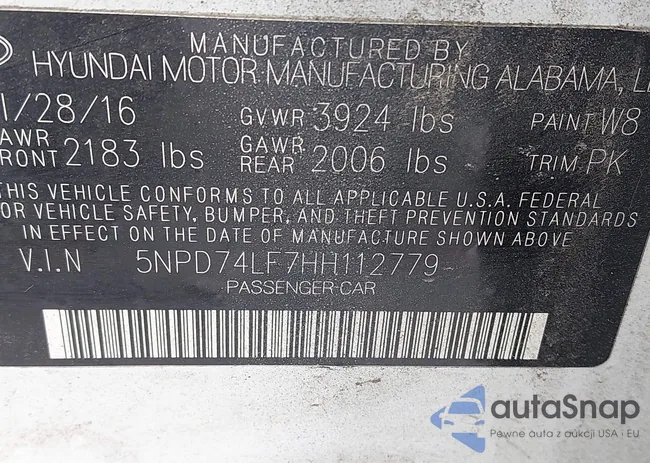 MANUFACTURED BY
HYUNDAI MOTOR MANUFACTURING ALABAMA,
1/28/16 GVWR 3924 lbs PAINT W8
GAWR FRONT 2183 lbs GAWR REAR 2006 lbs TRIM PK
THIS VEHICLE CONFORMS TO ALL APPLICABLE U.S.A. FEDERAL
OR VEHICLE SAFETY, BUMPER, AND THEFT PREVENTION STANDARDS
IN EFFECT ON THE DATE OF MANUFACTURE SHOWN ABOVE.
V.I.N 5NPD74LF7HH112779
PASSENGER-CAR
autaSnap
Pewne auta z aukcji USA i EU